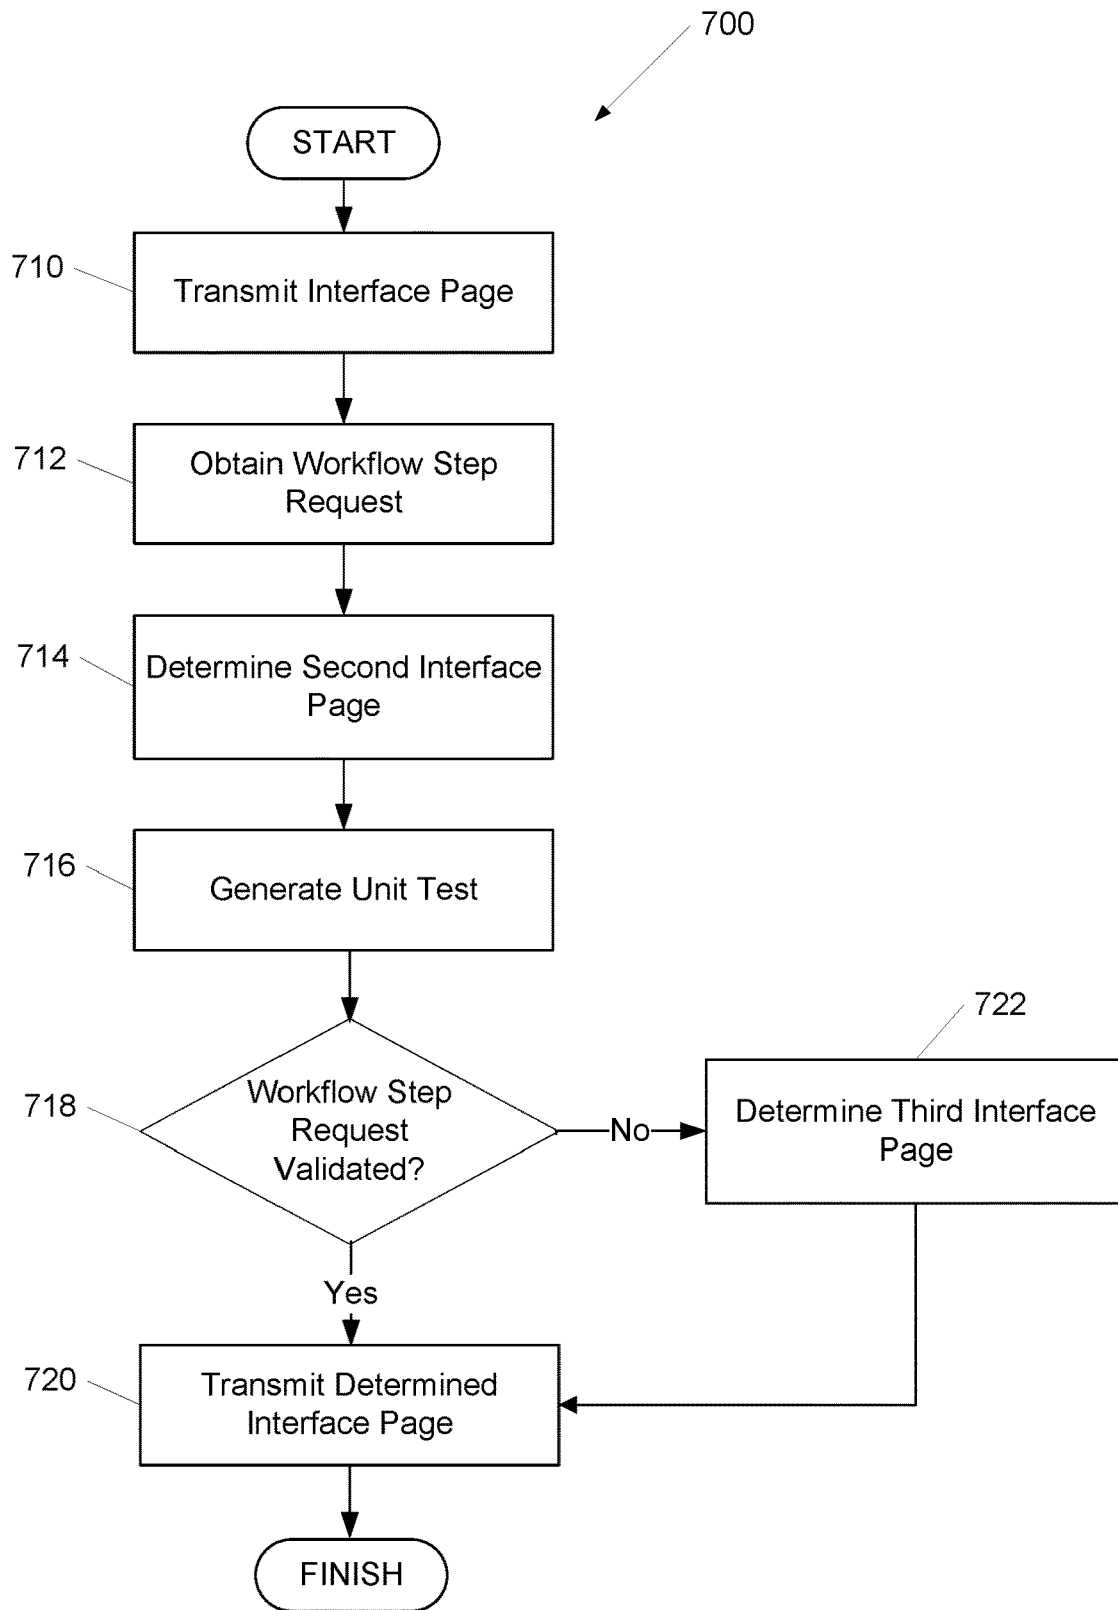 700
START
710
Transmit Interface Page
712
Obtain Workflow Step
Request
714
Determine Second Interface
Page
716
Generate Unit Test
722
718
Workflow Step
Request
Validated?
No
Determine Third Interface
Page
Yes
720
Transmit Determined
Interface Page
FINISH